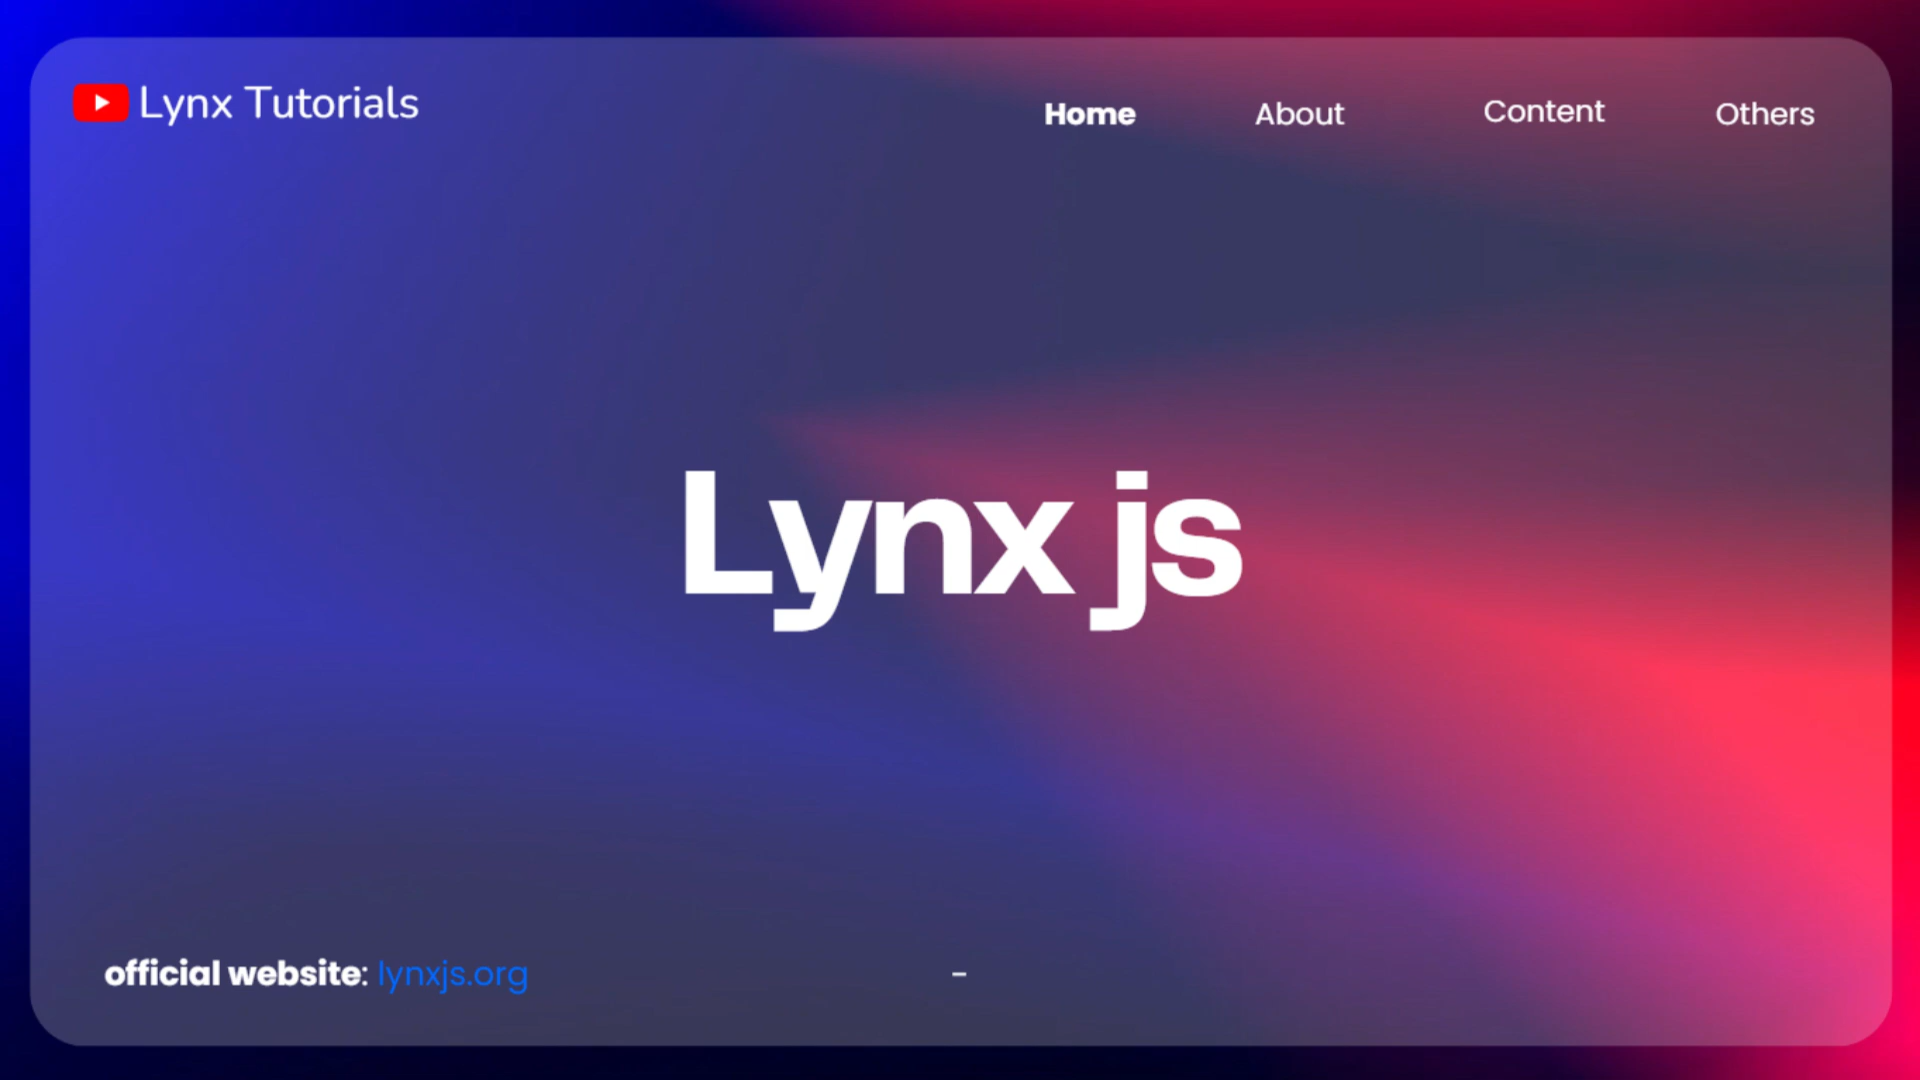 Lynx Tutorials
Home About Content Others
Lynx js
official website: lynxjs.org
-